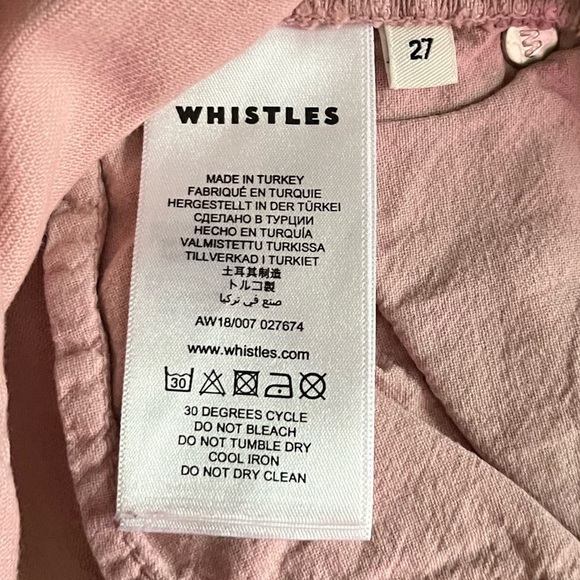 27
WHISTLES
MADE IN TURKEY
FABRIQUÉ EN TURQUIE
HERGESTELLT IN DER TÜRKEI
СДЕЛАНО В ТУРЦИИ
HECHO EN TURQUÍA
VALMISTETTU TURKISSA
TILLVERKAD I TURKIET
土耳其制造
トルコ製
صنع في تركيا
AW18/007 027674
www.whistles.com
30
30 DEGREES CYCLE
DO NOT BLEACH
DO NOT TUMBLE DRY
COOL IRON
DO NOT DRY CLEAN